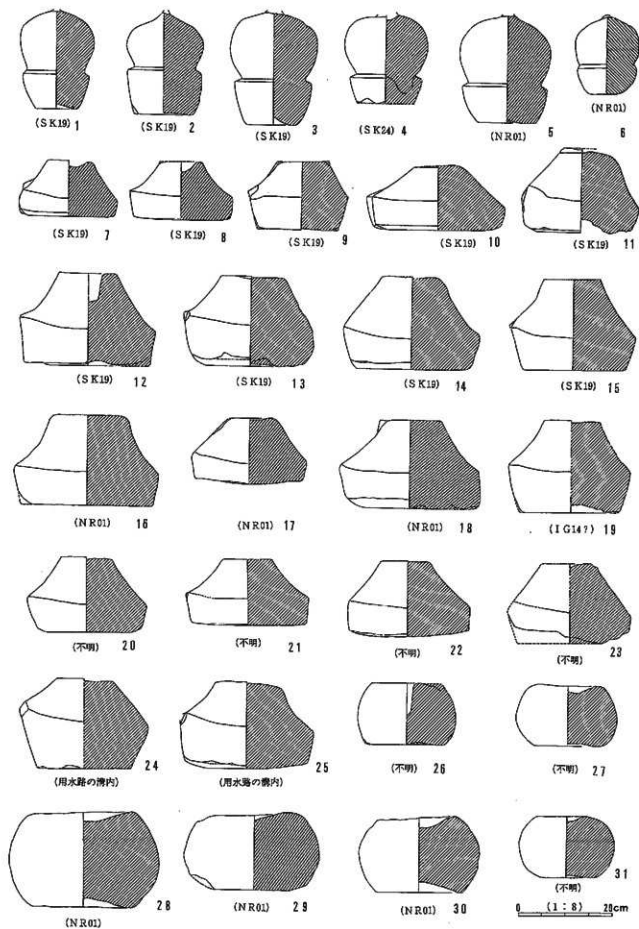 (SK19) 1
(SK19) 2
(SK19) 3
(SK24) 4
(NR01) 5
(NR01) 6
(SK19) 7
(SK19) 8
(SK19) 9
(SK19) 10
(SK19) 11
(SK19) 12
(SK19) 13
(SK19) 14
(SK19) 15
(NR01) 16
(NR01) 17
(NR01) 18
(IG14?) 19
(不明) 20
(不明) 21
(不明) 22
(不明) 23
(用水路の溝内) 24
(用水路の溝内) 25
(不明) 26
(不明) 27
(NR01) 28
(NR01) 29
(NR01) 30
(不明) 31
0 (1:8) 20cm